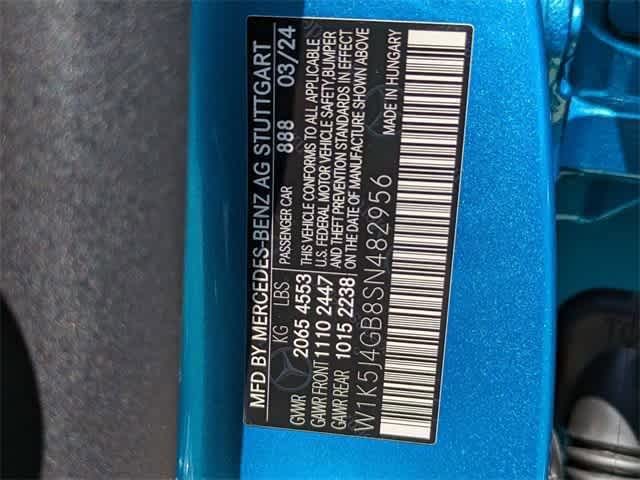 MFD BY MERCEDES-BENZ AG STUTTGART
KG LBS PASSENGER CAR 888 03/24
GWR 2065 4553 THIS VEHICLE CONFORMS TO ALL APPLICABLE
GAWR FRONT 1110 2447 U.S. FEDERAL MOTOR VEHICLE SAFETY, BUMPER
GAWR REAR 1015 2238 AND THEFT PREVENTION STANDARDS IN EFFECT
ON THE DATE OF MANUFACTURE SHOWN ABOVE
W1K5J4GB8SN482956 MADE IN HUNGARY